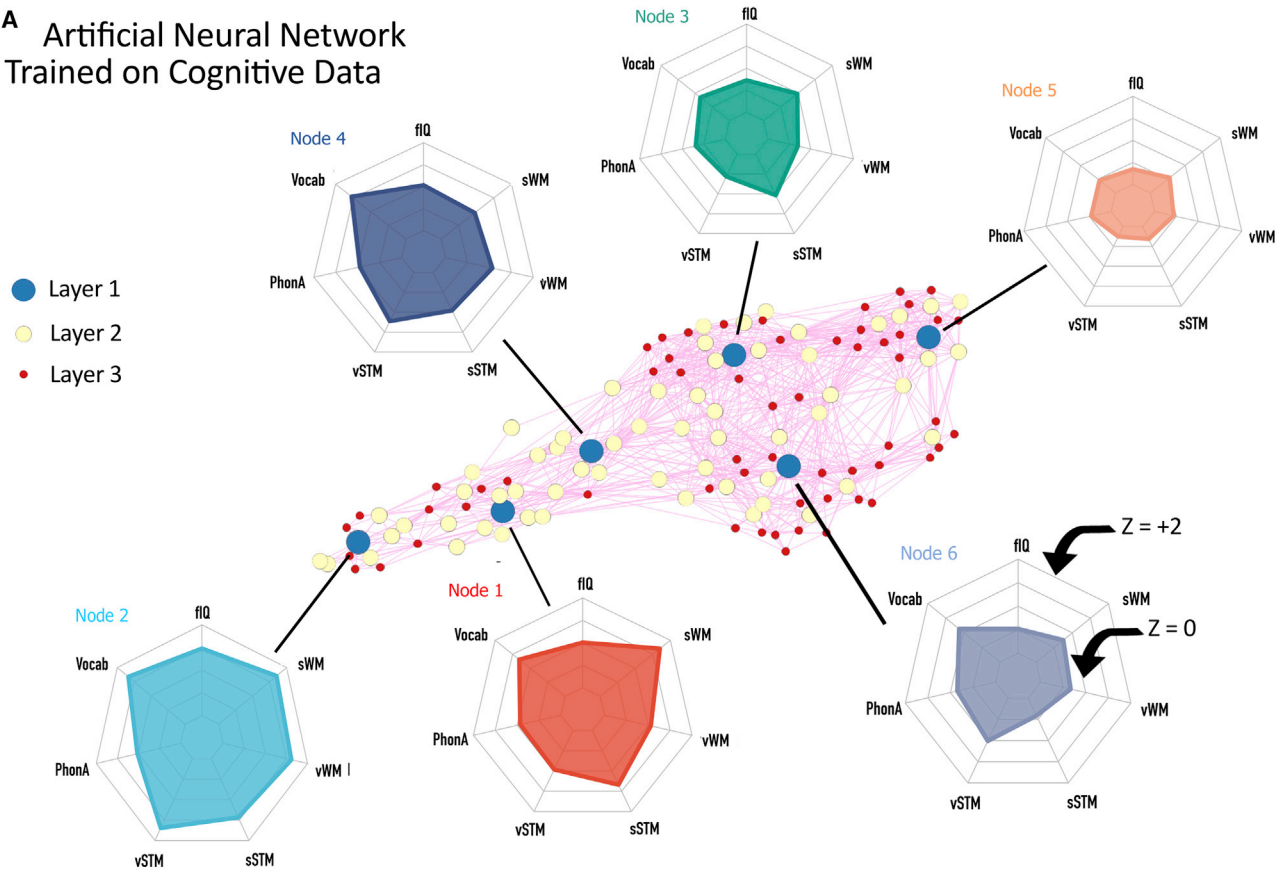 A
Artificial Neural Network
Trained on Cognitive Data
Layer 1
Layer 2
Layer 3
Node 4
fIQ
sWM
vWM
sSTM
vSTM
PhonA
Vocab
Node 3
fIQ
sWM
vWM
sSTM
vSTM
PhonA
Vocab
Node 5
fIQ
sWM
vWM
sSTM
vSTM
PhonA
Vocab
Node 2
fIQ
sWM
vWM |
sSTM
vSTM
PhonA
Vocab
Node 1
fIQ
sWM
vWM
sSTM
vSTM
PhonA
Vocab
Node 6
fIQ
sWM
vWM
sSTM
vSTM
PhonA
Vocab
Z = +2
Z = 0